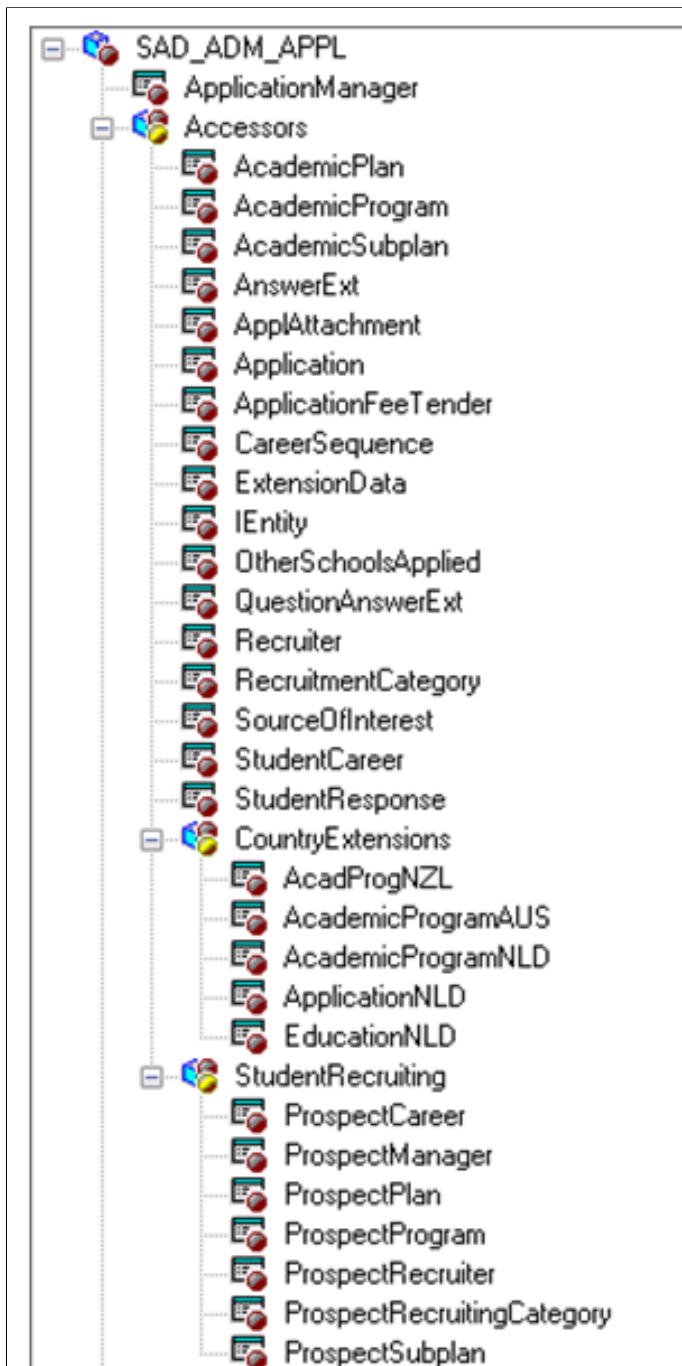 SAD_ADM_APPL
ApplicationManager
Accessors
AcademicPlan
AcademicProgram
AcademicSubplan
AnswerExt
ApplAttachment
Application
ApplicationFeeTender
CareerSequence
ExtensionData
IEntity
OtherSchoolsApplied
QuestionAnswerExt
Recruiter
RecruitmentCategory
SourceOfInterest
StudentCareer
StudentResponse
CountryExtensions
AcadProgNZL
AcademicProgramAUS
AcademicProgramNLD
ApplicationNLD
EducationNLD
StudentRecruiting
ProspectCareer
ProspectManager
ProspectPlan
ProspectProgram
ProspectRecruiter
ProspectRecruitingCategory
ProspectSubplan